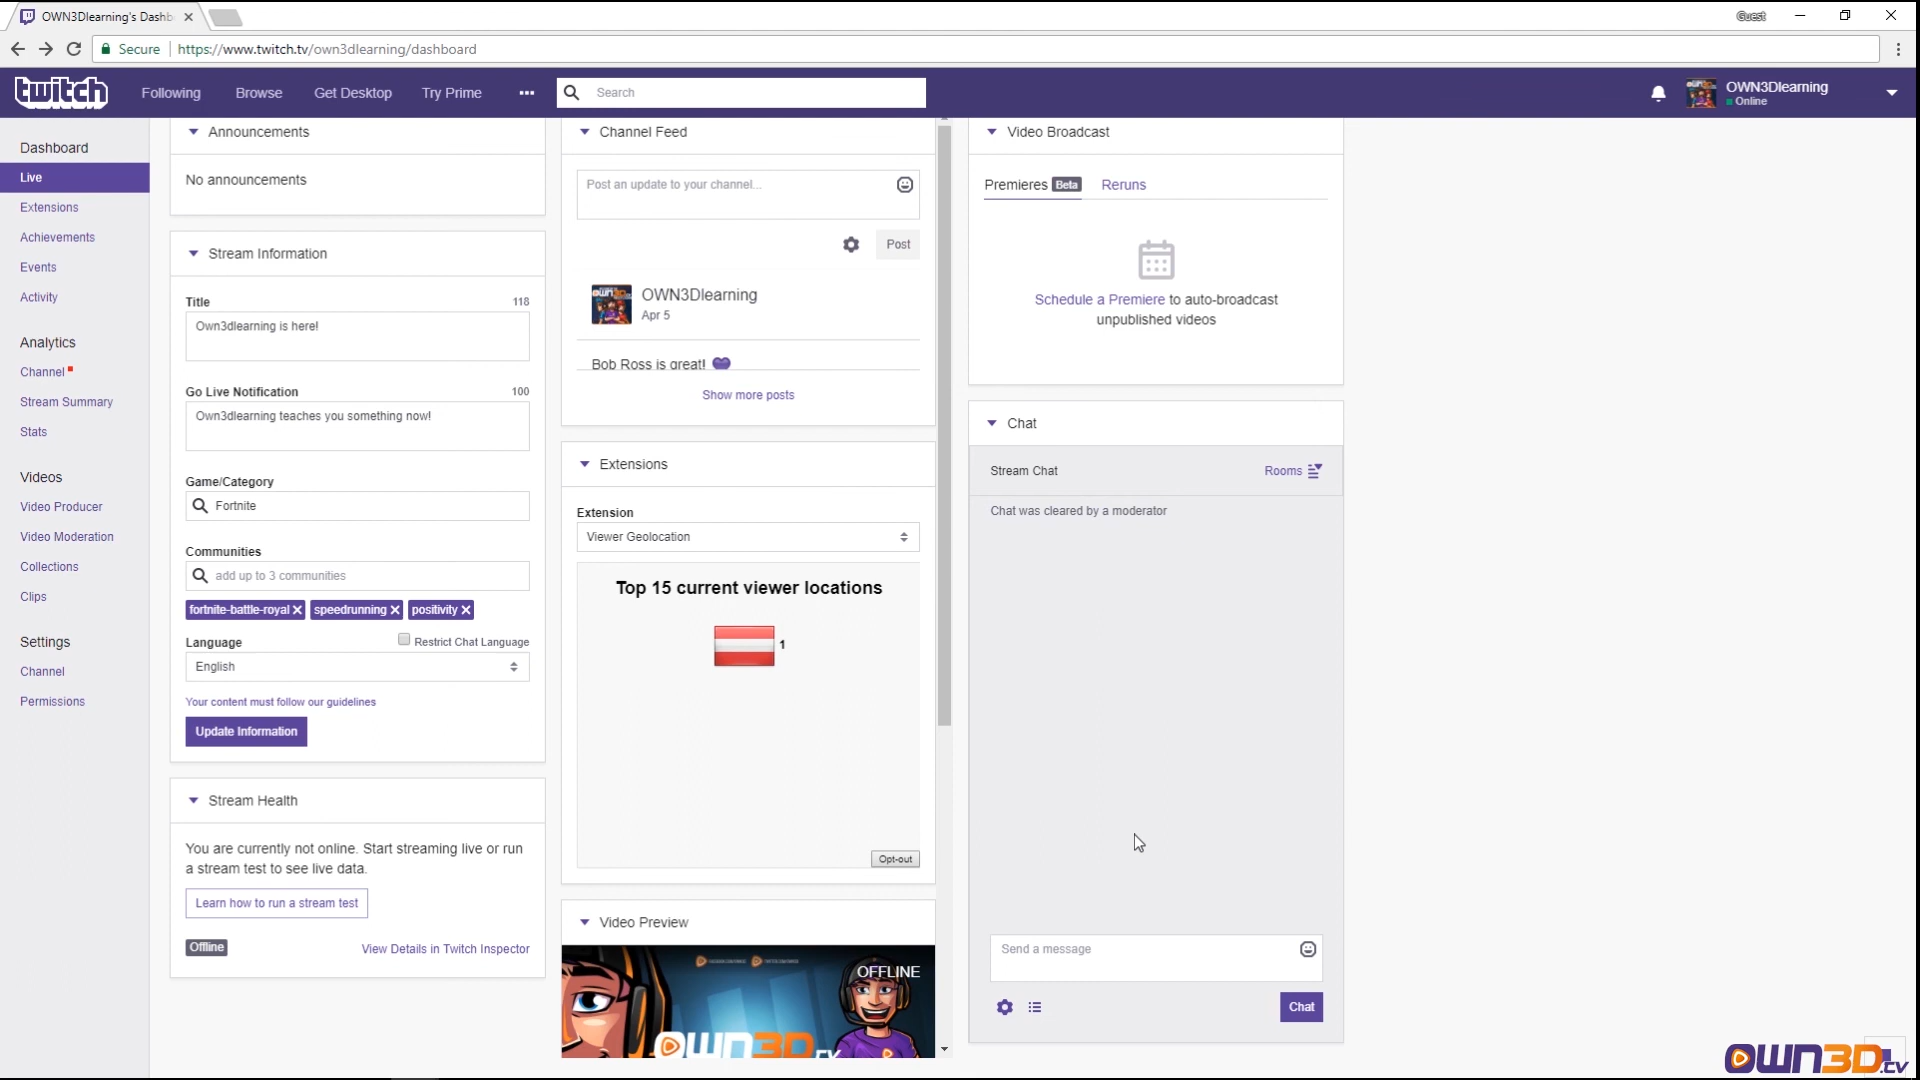 OWN3Dlearning's Dashb
Guest
Secure
https://www.twitch.tv/own3dlearning/dashboard
twitch
Following
Browse
Get Desktop
Try Prime
Search
OWN3Dlearning
Online
Dashboard
Live
Extensions
Achievements
Events
Activity
Analytics
Channel
Stream Summary
Stats
Videos
Video Producer
Video Moderation
Collections
Clips
Settings
Channel
Permissions
Announcements
No announcements
Stream Information
Title 118
Own3dlearning is here!
Go Live Notification 100
Own3dlearning teaches you something now!
Game/Category
Fortnite
Communities
add up to 3 communities
fortnite-battle-royal speedrunning positivity
Language Restrict Chat Language
English
Your content must follow our guidelines
Update Information
Stream Health
You are currently not online. Start streaming live or run
a stream test to see live data.
Learn how to run a stream test
Offline View Details in Twitch Inspector
Channel Feed
Post an update to your channel...
Post
OWN3Dlearning
Apr 5
Bob Ross is great!
Show more posts
Extensions
Extension
Viewer Geolocation
Top 15 current viewer locations
1
Opt-out
Video Preview
OFFLINE
OWN3D.TV
Video Broadcast
Premieres Beta Reruns
Schedule a Premiere to auto-broadcast
unpublished videos
Chat
Stream Chat Rooms
Chat was cleared by a moderator
Send a message
Chat
OWN3D.TV